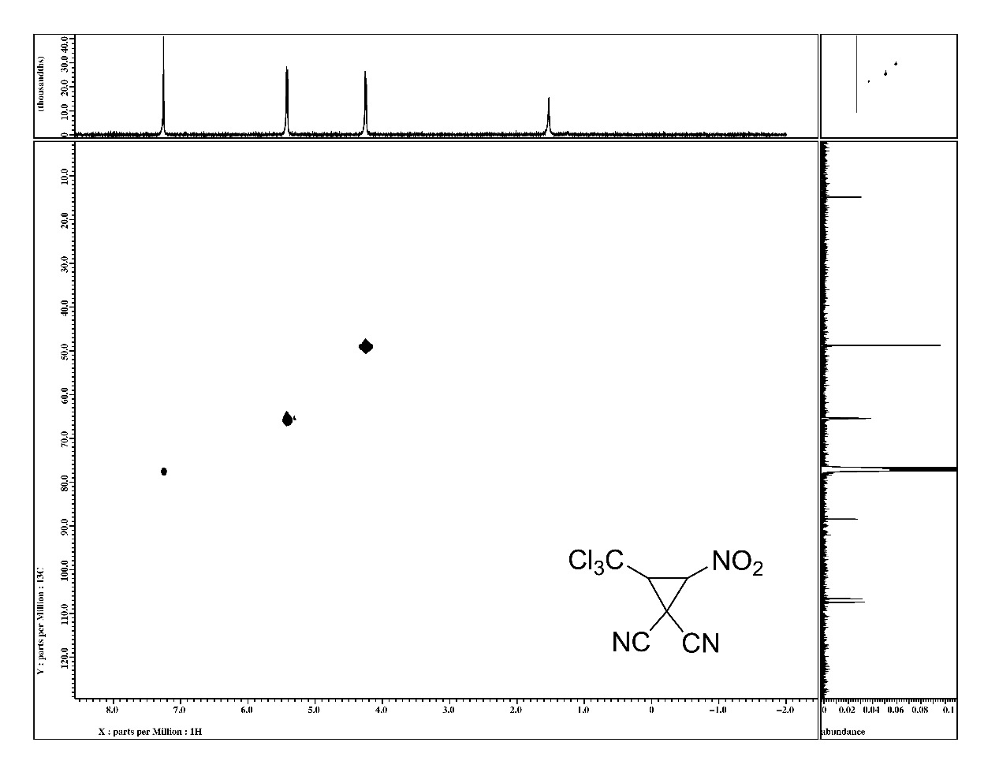 (thousandths)
0 10.0 20.0 30.0 40.0
10.0
20.0
30.0
40.0
50.0
60.0
70.0
80.0
90.0
100.0
110.0
120.0
Y : parts per Million : 13C
Cl3C NO2
NC CN
8.0 7.0 6.0 5.0 4.0 3.0 2.0 1.0 0 −1.0 −2.0
X : parts per Million : 1H
0 0.02 0.04 0.06 0.08 0.1
abundance